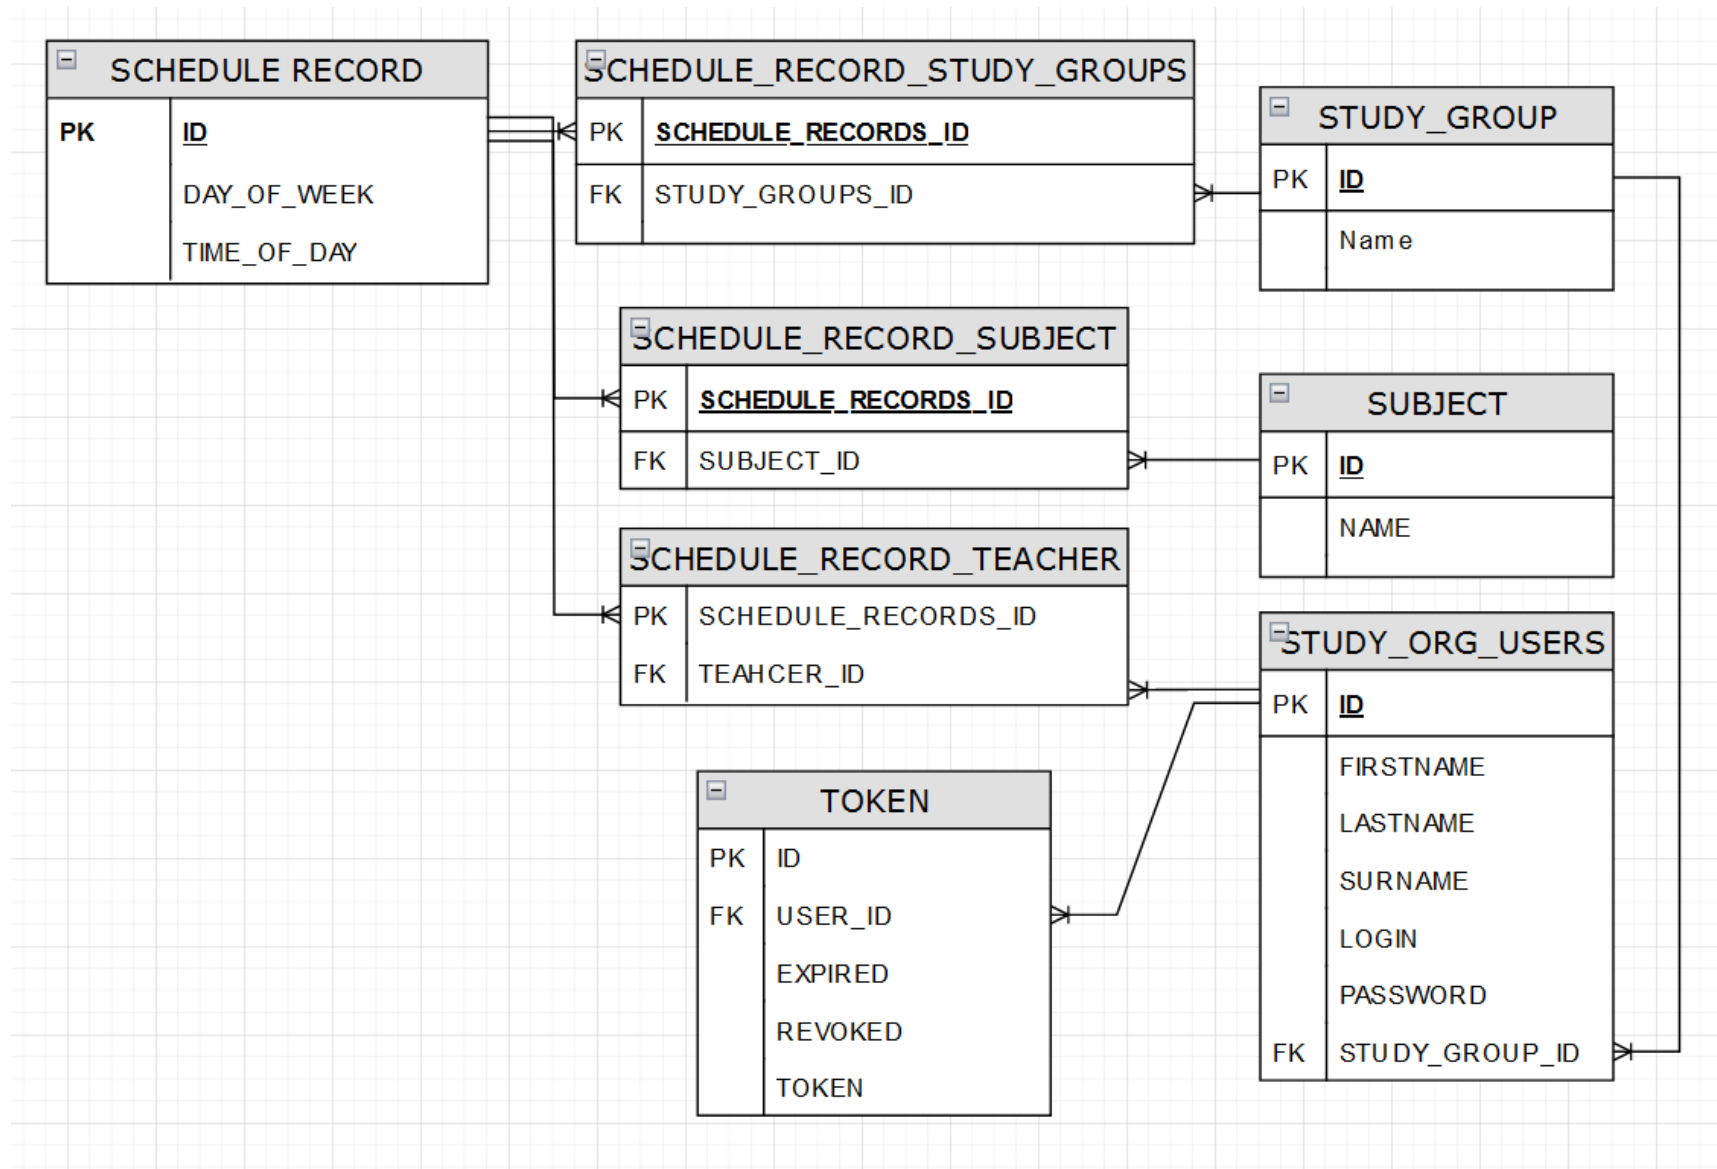 SCHEDULE RECORD
PK ID
DAY_OF_WEEK
TIME_OF_DAY
SCHEDULE_RECORD_STUDY_GROUPS
PK SCHEDULE_RECORDS_ID
FK STUDY_GROUPS_ID
STUDY_GROUP
PK ID
Name
SCHEDULE_RECORD_SUBJECT
PK SCHEDULE_RECORDS_ID
FK SUBJECT_ID
SUBJECT
PK ID
NAME
SCHEDULE_RECORD_TEACHER
PK SCHEDULE_RECORDS_ID
FK TEAHCER_ID
STUDY_ORG_USERS
PK ID
FIRSTNAME
LASTNAME
SURNAME
LOGIN
PASSWORD
FK STUDY_GROUP_ID
TOKEN
PK ID
FK USER_ID
EXPIRED
REVOKED
TOKEN